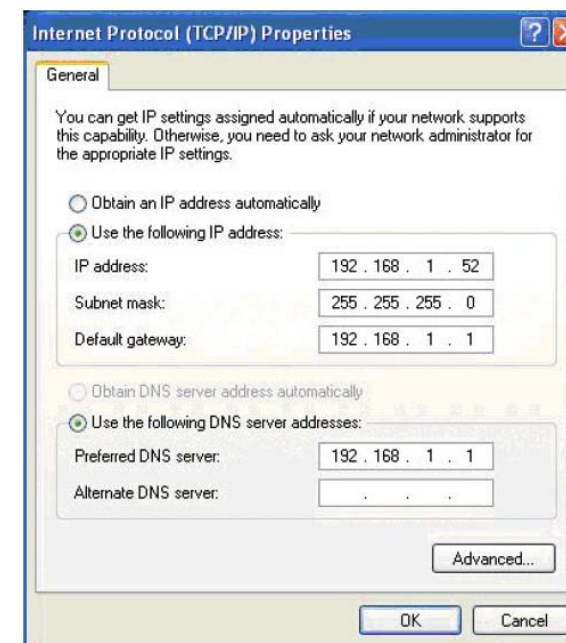 Internet Protocol (TCP/IP) Properties
General
You can get IP settings assigned automatically if your network supports
this capability. Otherwise, you need to ask your network administrator for
the appropriate IP settings.
Obtain an IP address automatically
Use the following IP address:
IP address: 192 . 168 . 1 . 52
Subnet mask: 255 . 255 . 255 . 0
Default gateway: 192 . 168 . 1 . 1
Obtain DNS server address automatically
Use the following DNS server addresses:
Preferred DNS server: 192 . 168 . 1 . 1
Alternate DNS server: . . .
Advanced...
OK Cancel